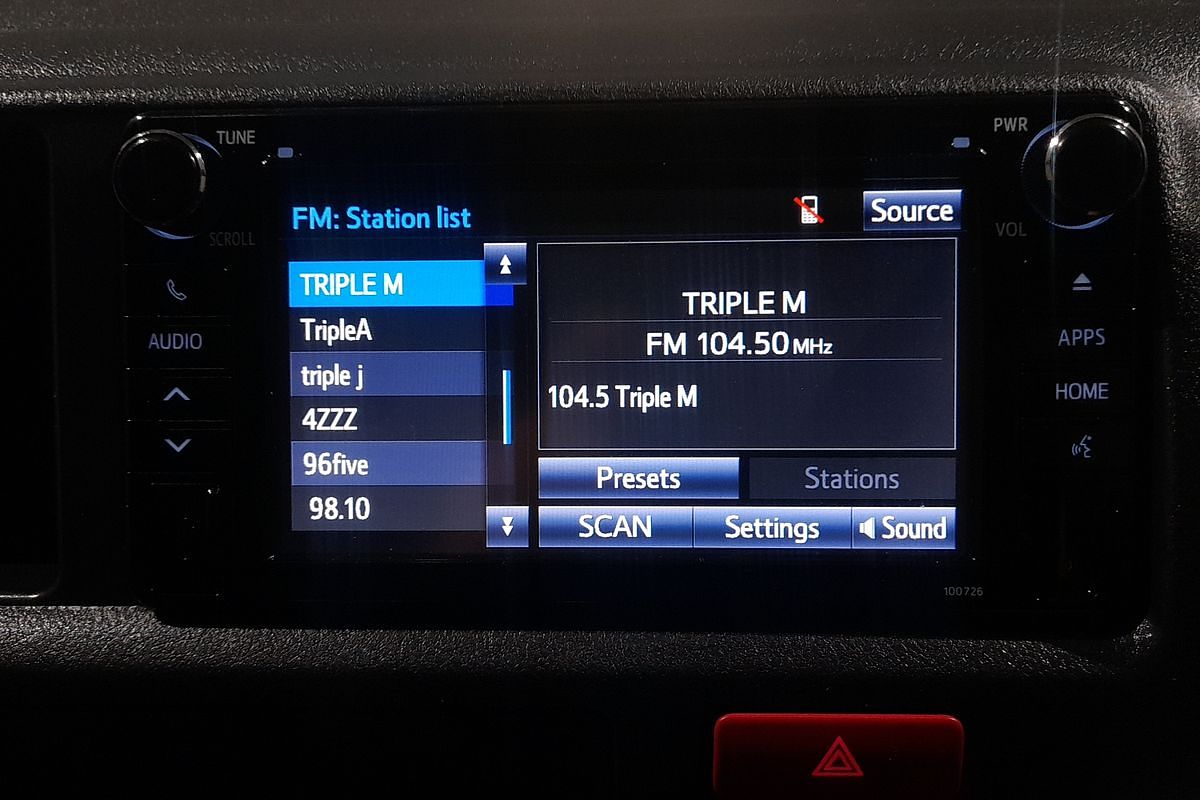 TUNE
PWR
SCROLL
VOL
FM: Station list
Source
TRIPLE M
TripleA
triple j
4ZZZ
96five
98.10
TRIPLE M
FM 104.50 MHz
104.5 Triple M
Presets
Stations
SCAN
Settings
Sound
AUDIO
APPS
HOME
100726